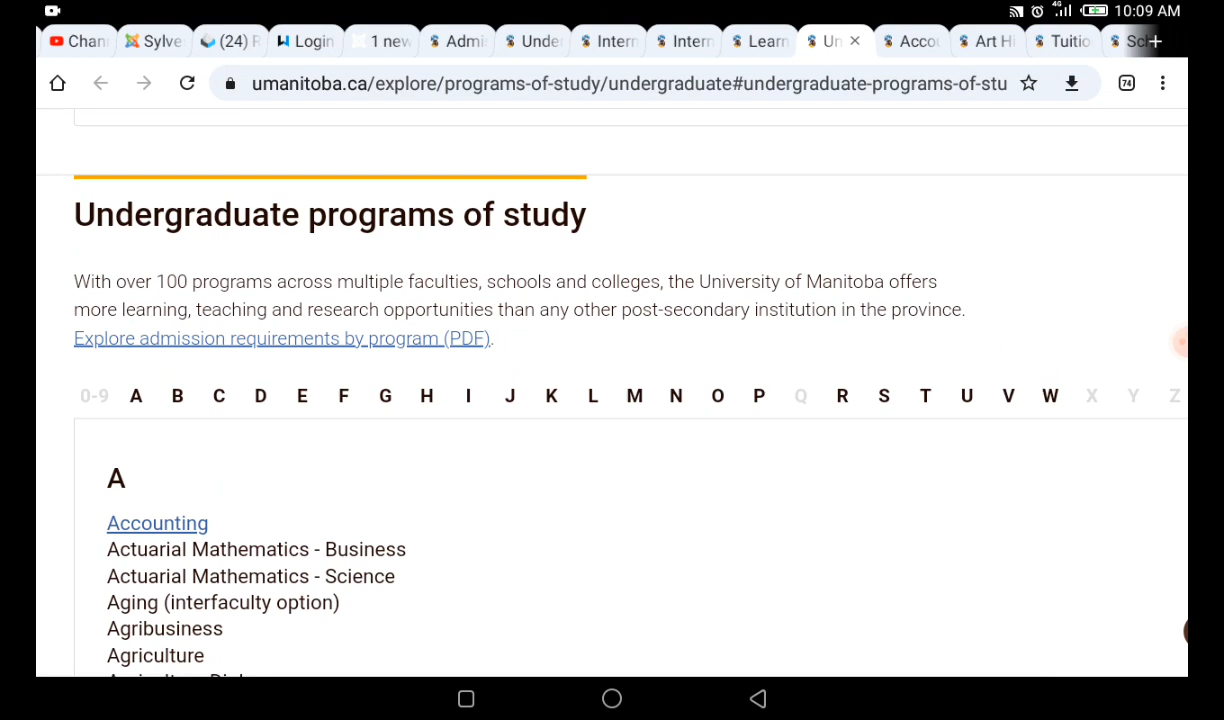 4G 10:09 AM
Chan Sylve (24) F Login 1 new Admi Unde Intern Intern Learn Un Accou Art Hi Tuitio Sch
umanitoba.ca/explore/programs-of-study/undergraduate#undergraduate-programs-of-stu 74
Undergraduate programs of study
With over 100 programs across multiple faculties, schools and colleges, the University of Manitoba offers
more learning, teaching and research opportunities than any other post-secondary institution in the province.
Explore admission requirements by program (PDF).
0-9 A B C D E F G H I J K L M N O P Q R S T U V W X Y Z
A
Accounting
Actuarial Mathematics - Business
Actuarial Mathematics - Science
Aging (interfaculty option)
Agribusiness
Agriculture